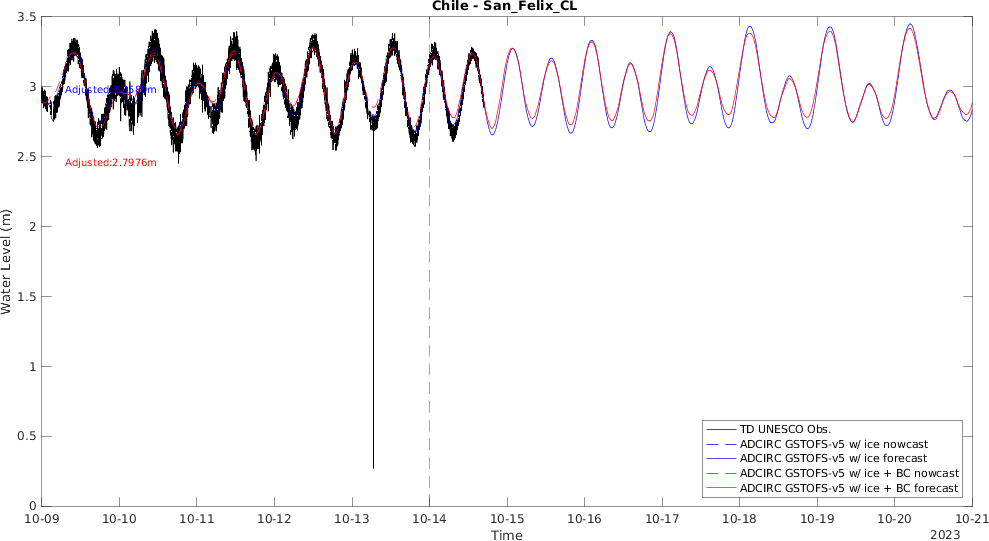 Chile - San_Felix_CL
3.5
3
2.5
2
1.5
1
0.5
0
Water Level (m)
Adjusted:2.7976m
TD UNESCO Obs.
ADCIRC GSTOFS-v5 w/ ice nowcast
ADCIRC GSTOFS-v5 w/ ice forecast
ADCIRC GSTOFS-v5 w/ ice + BC nowcast
ADCIRC GSTOFS-v5 w/ ice + BC forecast
10-09 10-10 10-11 10-12 10-13 10-14 10-15 10-16 10-17 10-18 10-19 10-20 10-21
Time
2023